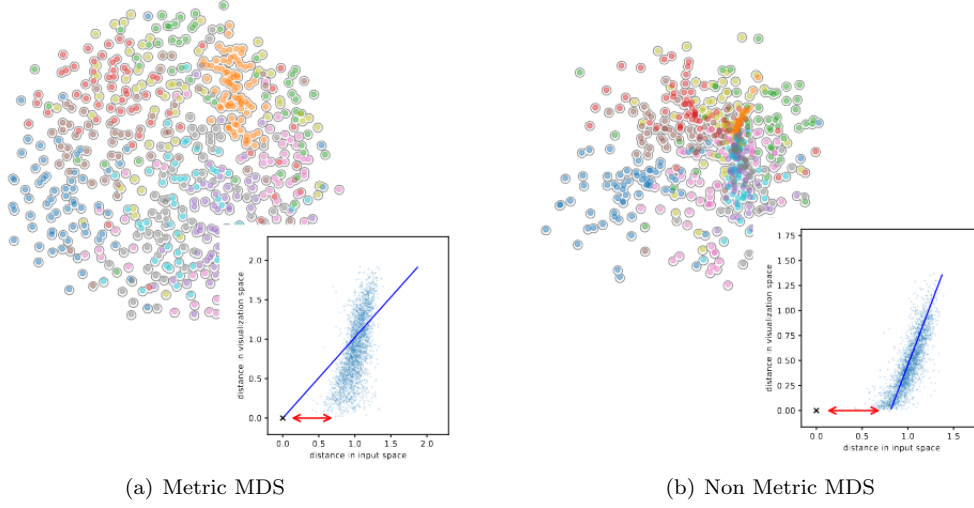 distance in visualization space
2.0
1.5
1.0
0.5
0.0
0.0 0.5 1.0 1.5 2.0
distance in input space
distance in visualization space
1.75
1.50
1.25
1.00
0.75
0.50
0.25
0.00
0.0 0.5 1.0 1.5
distance in input space
(a) Metric MDS
(b) Non Metric MDS